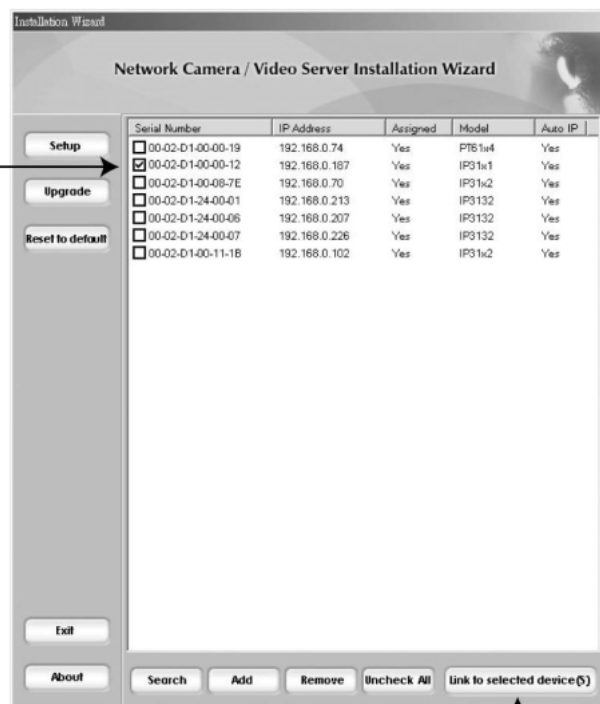 Installation Wizard
Network Camera / Video Server Installation Wizard
Setup
Upgrade
Reset to default
Exit
About
Serial Number IP Address Assigned Model Auto IP
00-02-D1-00-00-19 192.168.0.74 Yes PT61x4 Yes
00-02-D1-00-00-12 192.168.0.187 Yes IP31x1 Yes
00-02-D1-00-08-7E 192.168.0.70 Yes IP31x2 Yes
00-02-D1-24-00-01 192.168.0.213 Yes IP3132 Yes
00-02-D1-24-00-06 192.168.0.207 Yes IP3132 Yes
00-02-D1-24-00-07 192.168.0.226 Yes IP3132 Yes
00-02-D1-00-11-1B 192.168.0.102 Yes IP31x2 Yes
Search Add Remove Uncheck All Link to selected device(S)